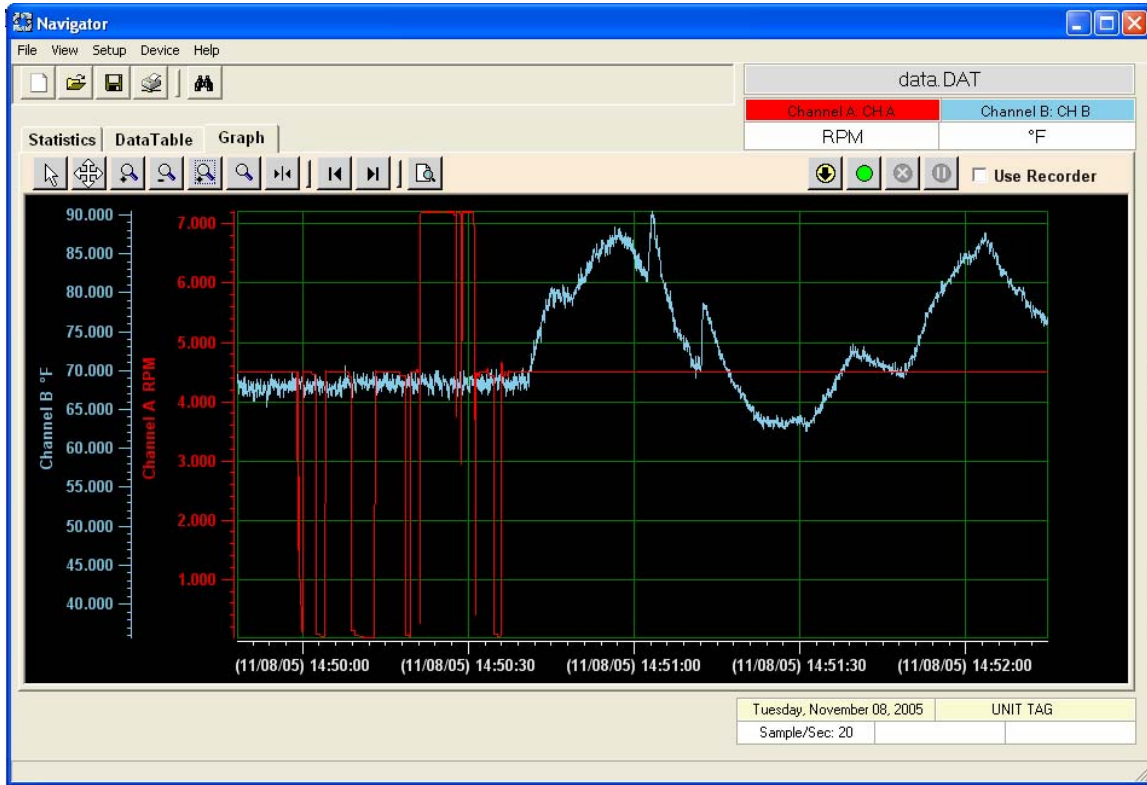 Navigator
File View Setup Device Help
data.DAT
Channel A: CH A Channel B: CH B
RPM °F
Statistics DataTable Graph
Use Recorder
Channel B °F
90.000
85.000
80.000
75.000
70.000
65.000
60.000
55.000
50.000
45.000
40.000
Channel A RPM
7.000
6.000
5.000
4.000
3.000
2.000
1.000
(11/08/05) 14:50:00 (11/08/05) 14:50:30 (11/08/05) 14:51:00 (11/08/05) 14:51:30 (11/08/05) 14:52:00
Tuesday, November 08, 2005 UNIT TAG
Sample/Sec: 20